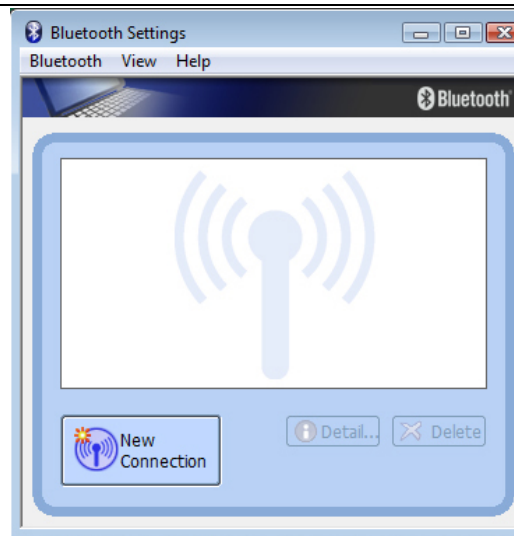 Bluetooth Settings
Bluetooth View Help
Bluetooth®
New
Connection
Detail...
Delete